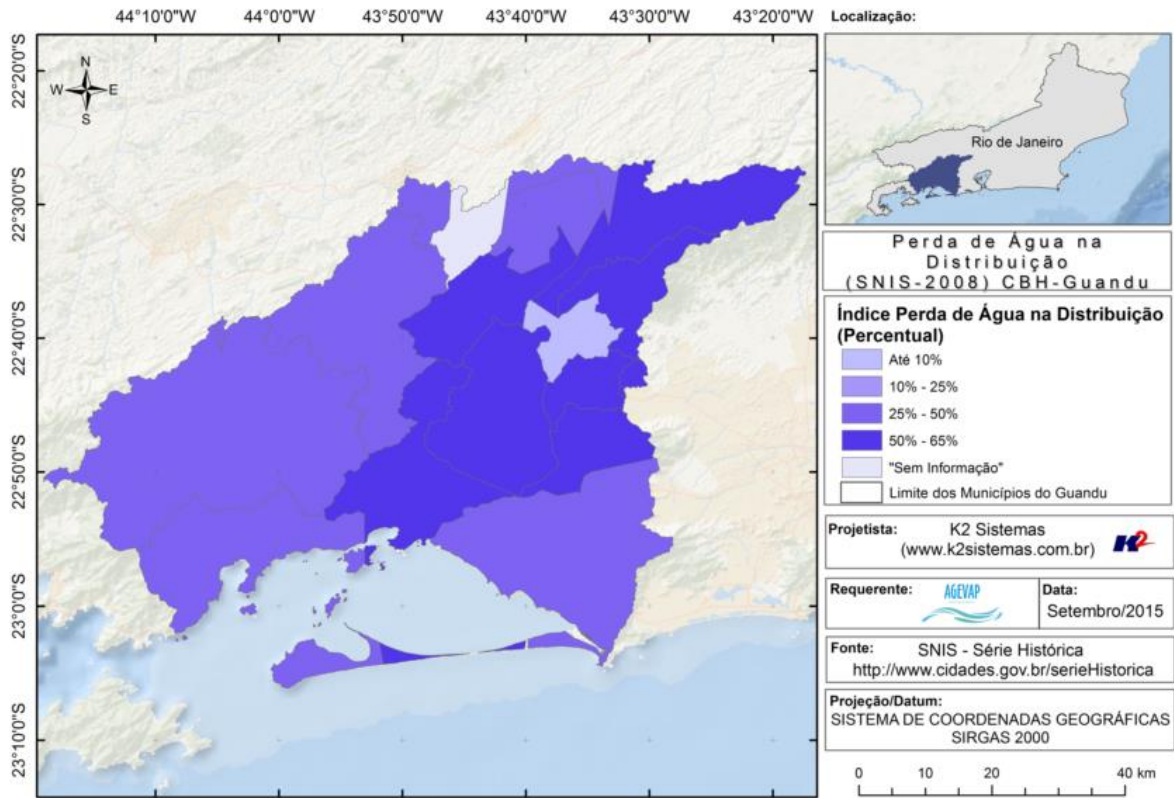 44°10'0"W 44°0'0"W 43°50'0"W 43°40'0"W 43°30'0"W 43°20'0"W
22°20'0"S
22°30'0"S
22°40'0"S
22°50'0"S
23°0'0"S
23°10'0"S
N
W E
S
Localização:
Rio de Janeiro
Perda de Água na
Distribuição
(SNIS-2008) CBH-Guandu
Índice Perda de Água na Distribuição
(Percentual)
Até 10%
10% - 25%
25% - 50%
50% - 65%
"Sem Informação"
Limite dos Municípios do Guandu
Projetista: K2 Sistemas
(www.k2sistemas.com.br)
K2
Requerente: AGEVAP
Data:
Setembro/2015
Fonte: SNIS - Série Histórica
http://www.cidades.gov.br/serieHistorica
Projeção/Datum:
SISTEMA DE COORDENADAS GEOGRÁFICAS
SIRGAS 2000
0 10 20 40 km